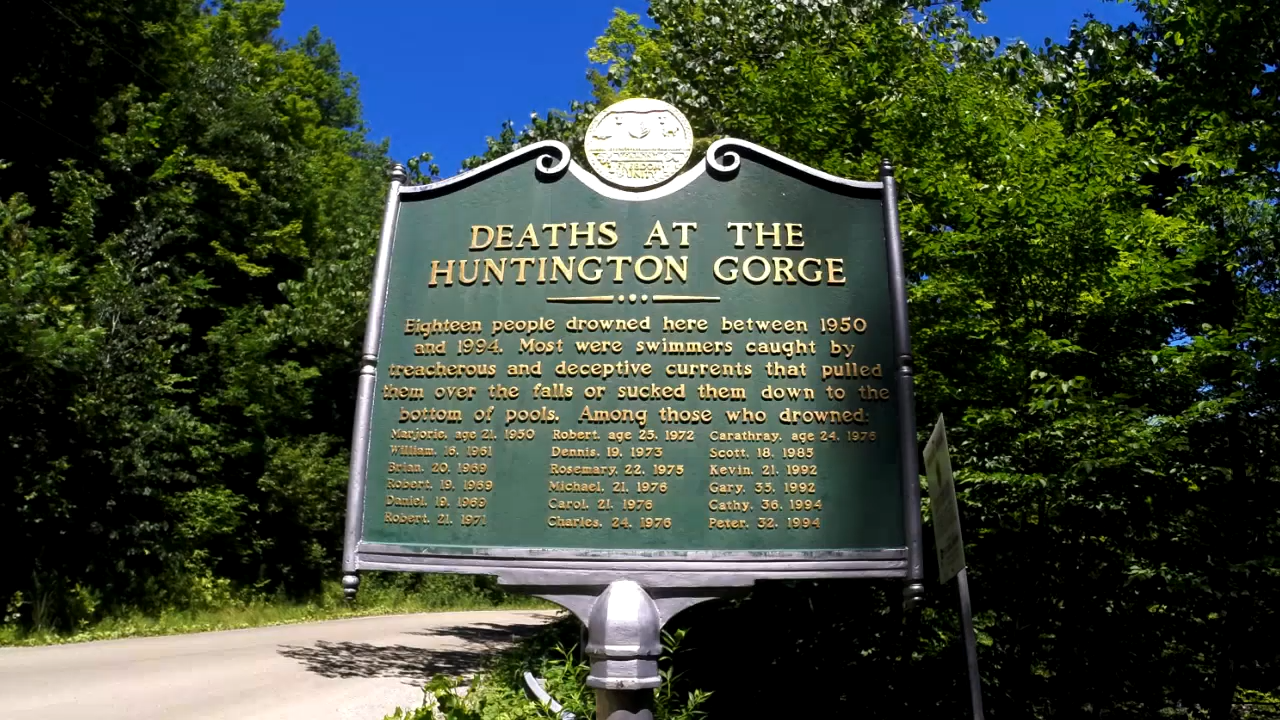 DEATHS AT THE
HUNTINGTON GORGE
Eighteen people drowned here between 1950
and 1994. Most were swimmers caught by
treacherous and deceptive currents that pulled
them over the falls or sucked them down to the
bottom of pools. Among those who drowned:
Marjorie, age 21, 1950
William, 16, 1961
Brian, 20, 1969
Robert, 19, 1969
Daniel, 19, 1969
Robert, 21, 1971
Robert, age 23, 1972
Dennis, 19, 1973
Rosemary, 22, 1975
Michael, 21, 1976
Carol, 21, 1976
Charles, 24, 1976
Carathray, age 24, 1976
Scott, 18, 1985
Kevin, 21, 1992
Gary, 35, 1992
Cathy, 36, 1994
Peter, 32, 1994